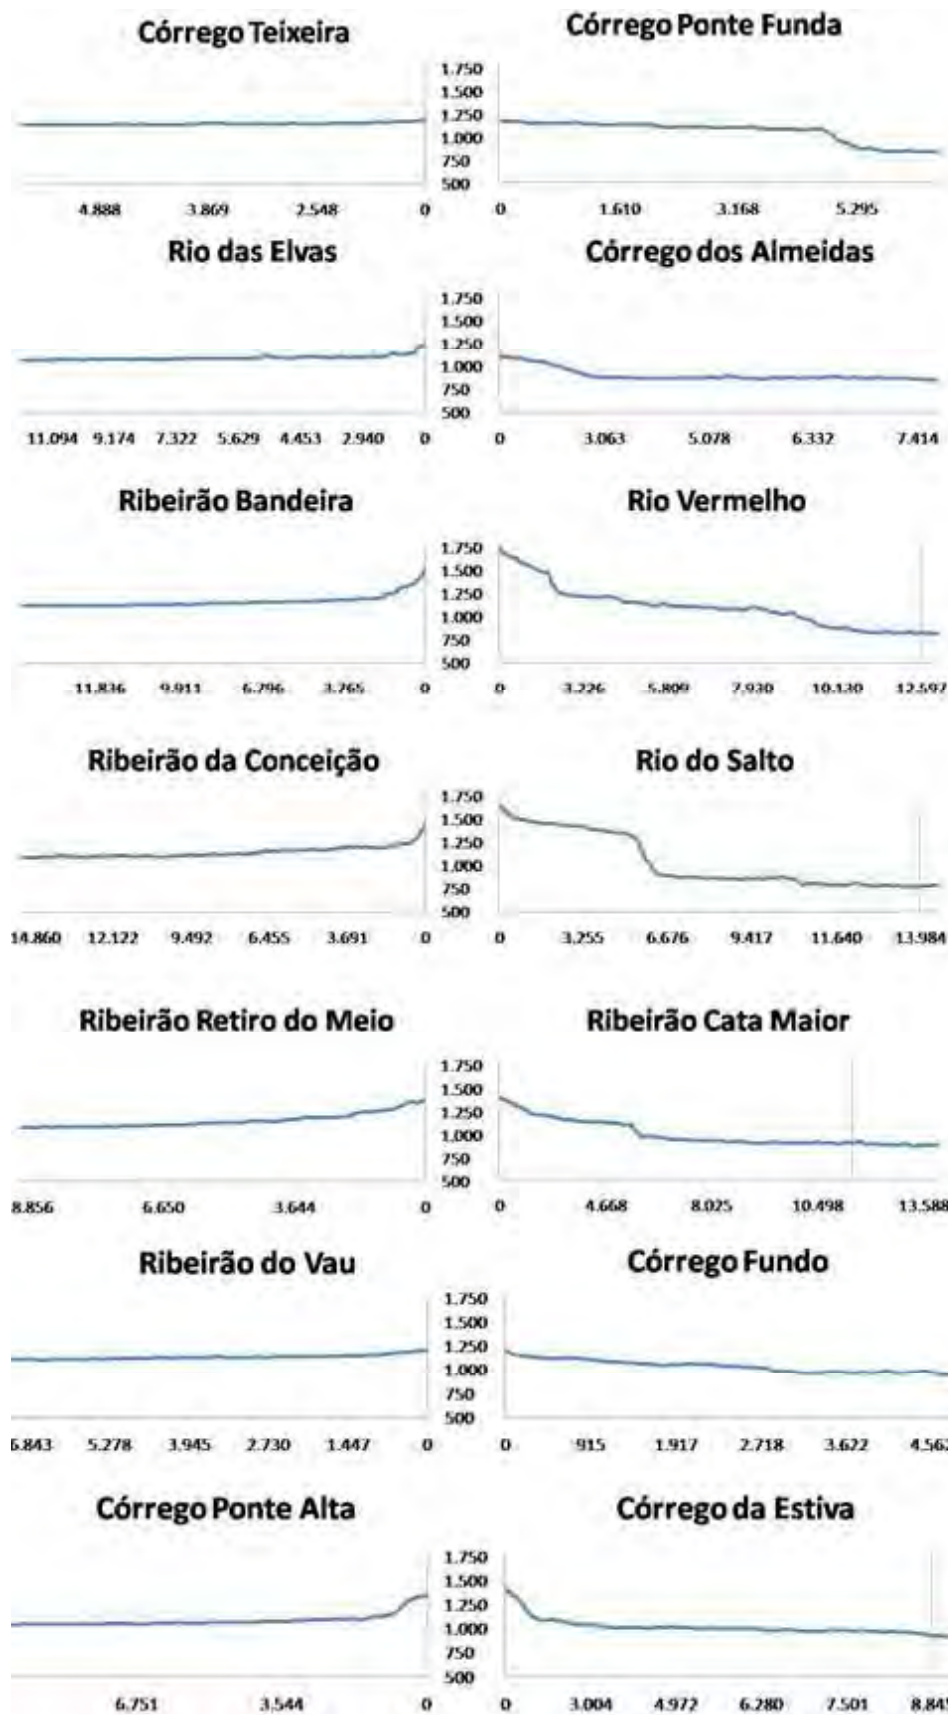 Córrego Teixeira
Córrego Ponte Funda
1.750
1.500
1.250
1.000
750
500
4.888 3.869 2.548 0
0 1.610 3.168 5.295
Rio das Elvas
Córrego dos Almeidas
1.750
1.500
1.250
1.000
750
500
11.094 9.174 7.322 5.629 4.453 2.940 0
0 3.063 5.078 6.332 7.414
Ribeirão Bandeira
Rio Vermelho
1.750
1.500
1.250
1.000
750
500
11.836 9.911 6.796 3.765 0
0 3.226 5.809 7.930 10.130 12.597
Ribeirão da Conceição
Rio do Salto
1.750
1.500
1.250
1.000
750
500
14.860 12.122 9.492 6.455 3.691 0
0 3.255 6.676 9.417 11.640 13.984
Ribeirão Retiro do Meio
Ribeirão Cata Maior
1.750
1.500
1.250
1.000
750
500
8.856 6.650 3.644 0
0 4.668 8.025 10.498 13.588
Ribeirão do Vau
Córrego Fundo
1.750
1.500
1.250
1.000
750
500
6.843 5.278 3.945 2.730 1.447 0
0 915 1.917 2.718 3.622 4.562
Córrego Ponte Alta
Córrego da Estiva
1.750
1.500
1.250
1.000
750
500
6.751 3.544 0
0 3.004 4.972 6.280 7.501